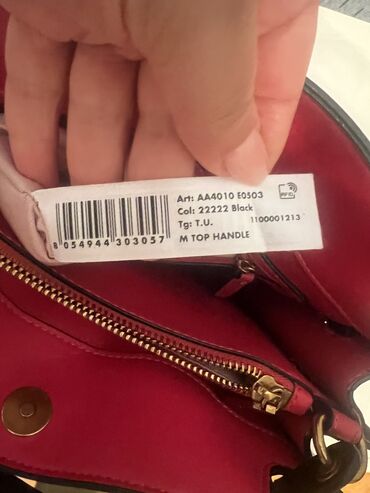 Art: AA4010 E0503
Col: 22222 Black
Tg: T.U. 1100001213
M TOP HANDLE
RFID
8 054944 303057